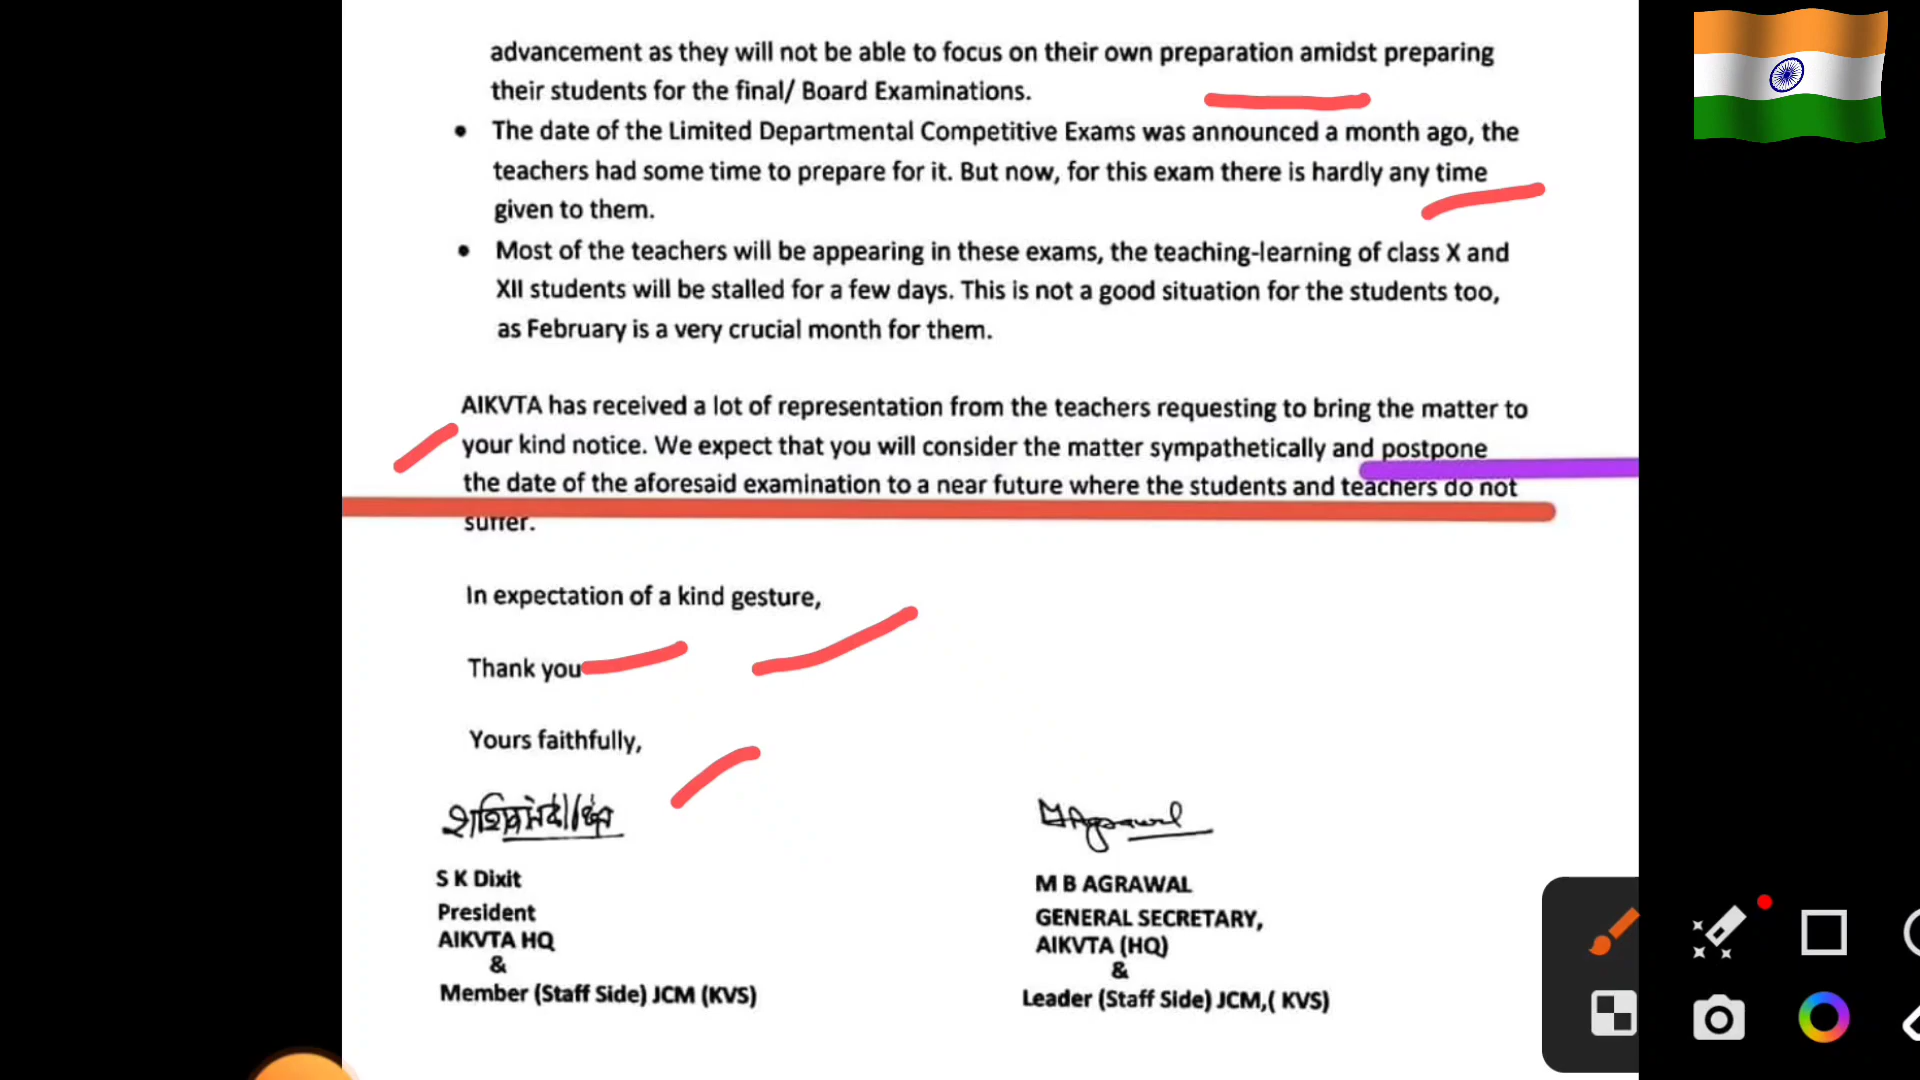 advancement as they will not be able to focus on their own preparation amidst preparing
their students for the final/ Board Examinations.
• The date of the Limited Departmental Competitive Exams was announced a month ago, the
teachers had some time to prepare for it. But now, for this exam there is hardly any time
given to them.
• Most of the teachers will be appearing in these exams, the teaching-learning of class X and
XII students will be stalled for a few days. This is not a good situation for the students too,
as February is a very crucial month for them.
AIKVTA has received a lot of representation from the teachers requesting to bring the matter to
your kind notice. We expect that you will consider the matter sympathetically and postpone
the date of the aforesaid examination to a near future where the students and teachers do not
suffer.
In expectation of a kind gesture,
Thank you
Yours faithfully,
S K Dixit
President
AIKVTA HQ
&
Member (Staff Side) JCM (KVS)
M B AGRAWAL
GENERAL SECRETARY,
AIKVTA (HQ)
&
Leader (Staff Side) JCM,( KVS)